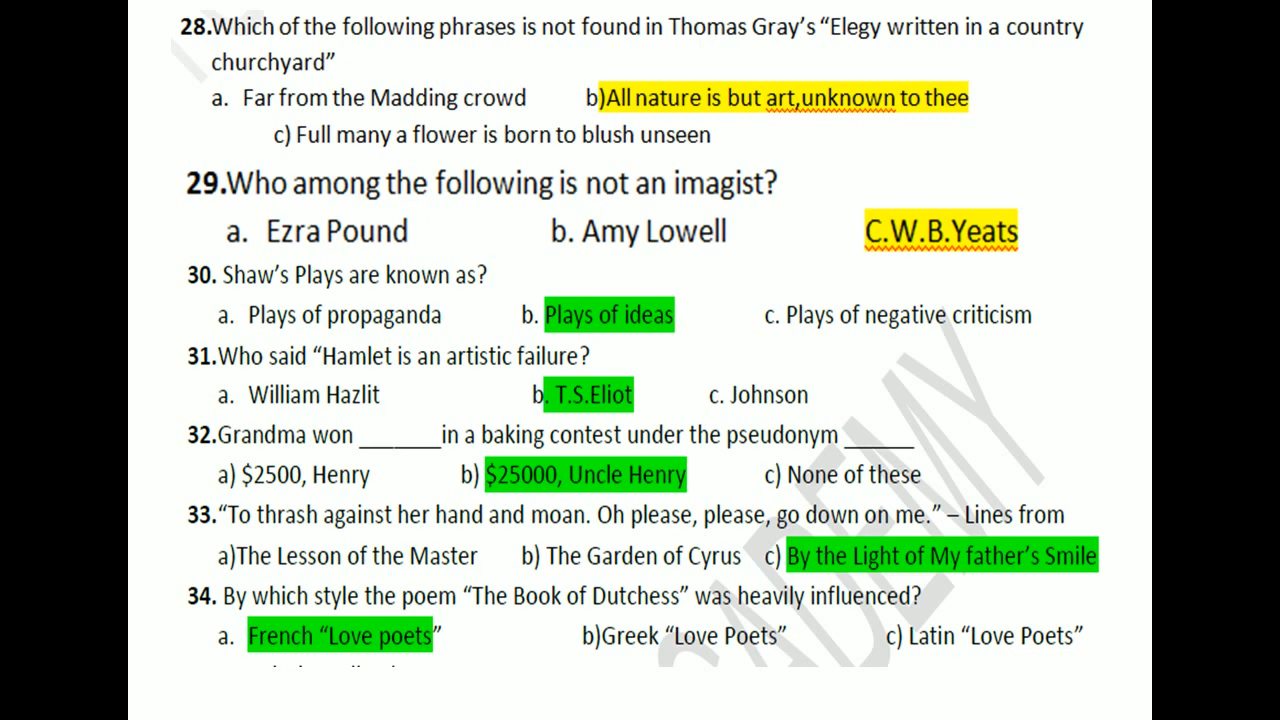 28.Which of the following phrases is not found in Thomas Gray's “Elegy written in a country
churchyard”
a. Far from the Madding crowd b)All nature is but art,unknown to thee
c) Full many a flower is born to blush unseen
29.Who among the following is not an imagist?
a. Ezra Pound b. Amy Lowell C.W.B.Yeats
30. Shaw's Plays are known as?
a. Plays of propaganda b. Plays of ideas c. Plays of negative criticism
31.Who said “Hamlet is an artistic failure?
a. William Hazlit b. T.S.Eliot c. Johnson
32.Grandma won _______in a baking contest under the pseudonym ______
a) $2500, Henry b) $25000, Uncle Henry c) None of these
33.“To thrash against her hand and moan. Oh please, please, go down on me.” – Lines from
a)The Lesson of the Master b) The Garden of Cyrus c) By the Light of My father's Smile
34. By which style the poem “The Book of Dutchess” was heavily influenced?
a. French “Love poets” b)Greek “Love Poets” c) Latin “Love Poets”
CADEMY